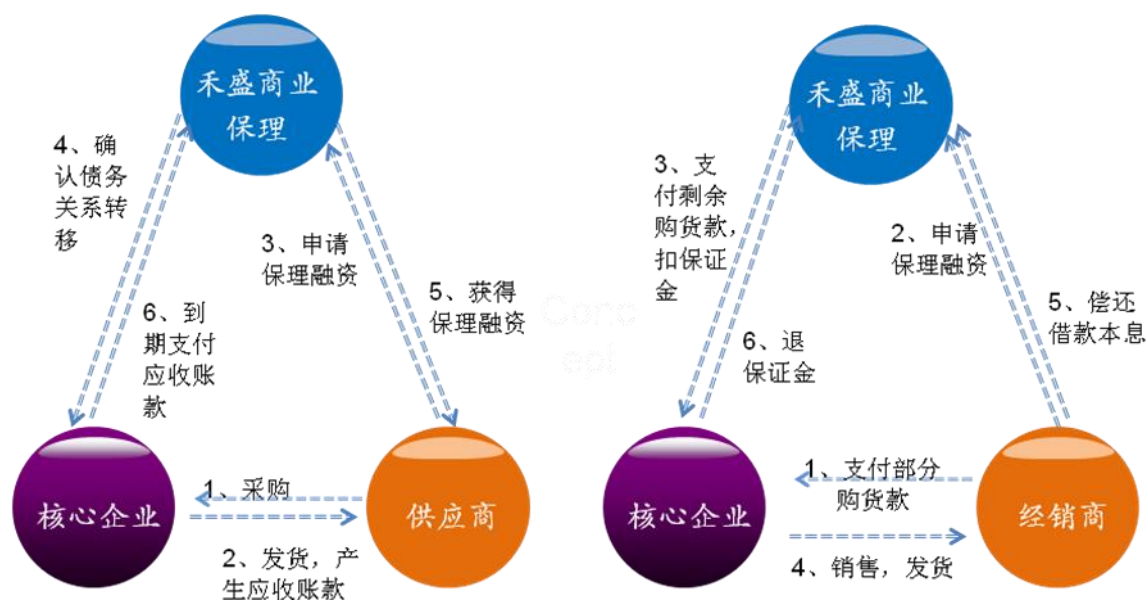 禾盛商业
保理
4、确
认债务
关系转
移
3、申请
保理融资
5、获得
保理融资
6、到
期支付
应收账
款
核心企业
1、采购
供应商
2、发货，产
生应收账款
Conc
ept
禾盛商业
保理
3、支
付剩余
购货款，
扣保证
金
2、申请
保理融资
5、偿还
借款本息
6、退
保证金
核心企业
1、支付部分
购货款
经销商
4、销售，发货